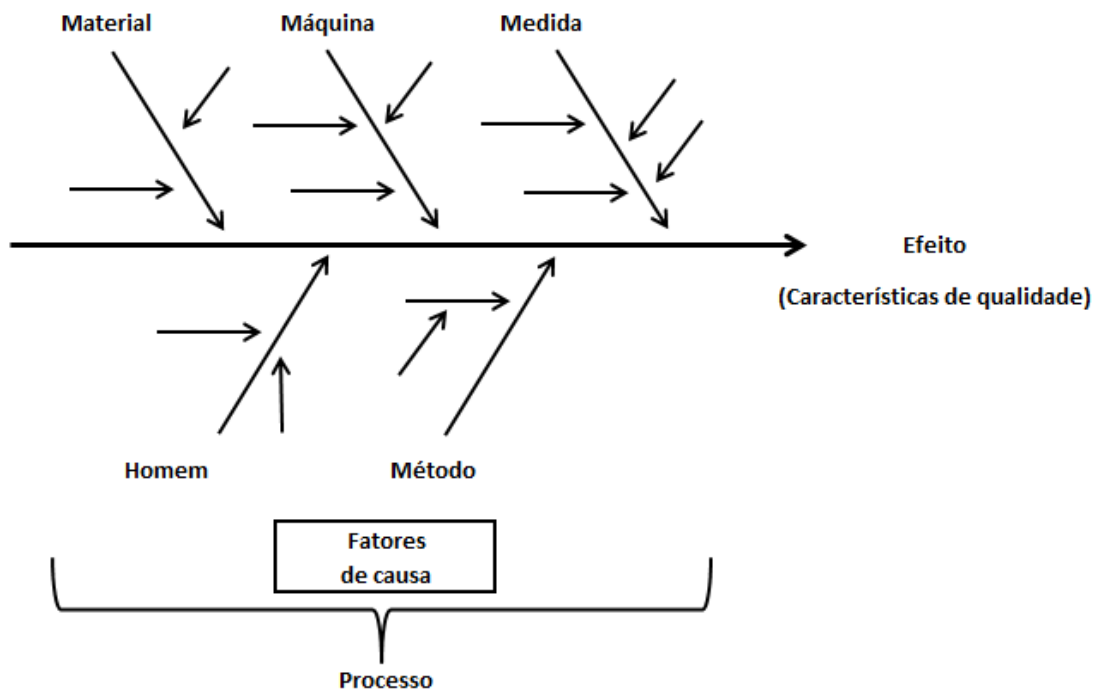 Material
Máquina
Medida
Efeito
(Características de qualidade)
Homem
Método
Fatores
de causa
Processo